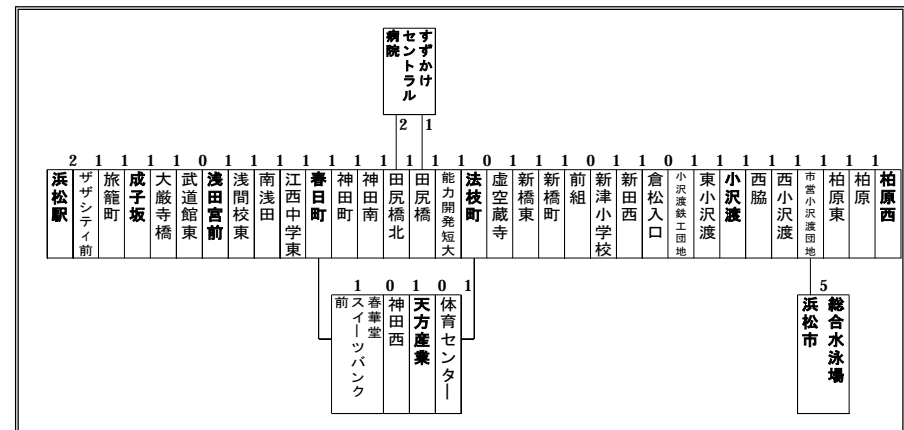 すずかけ
セントラル
病院
2 1
2 1 1 1 1 0 1 1 1 1 1 1 1 1 1 1 0 1 1 1 0 1 1 0 1 1 1 1 1 1 1 1
浜松駅
ザザシティ前
旅籠町
成子坂
大厳寺橋
武道館東
浅田宮前
浅間校東
南浅田
江西中学東
春日町
神田町
神田南
田尻橋北
田尻橋
能力開発短大
法枝町
虚空蔵寺
新橋東
新橋町
前組
新津小学校
新田西
倉松入口
小沢渡鉄工団地
東小沢渡
小沢渡
西脇
西小沢渡
市営小沢渡団地
柏原東
柏原
柏原西
1 0 1 0 1
春華堂
スイーツバンク
前
神田西
天方産業
体育センター
5
総合水泳場
浜松市